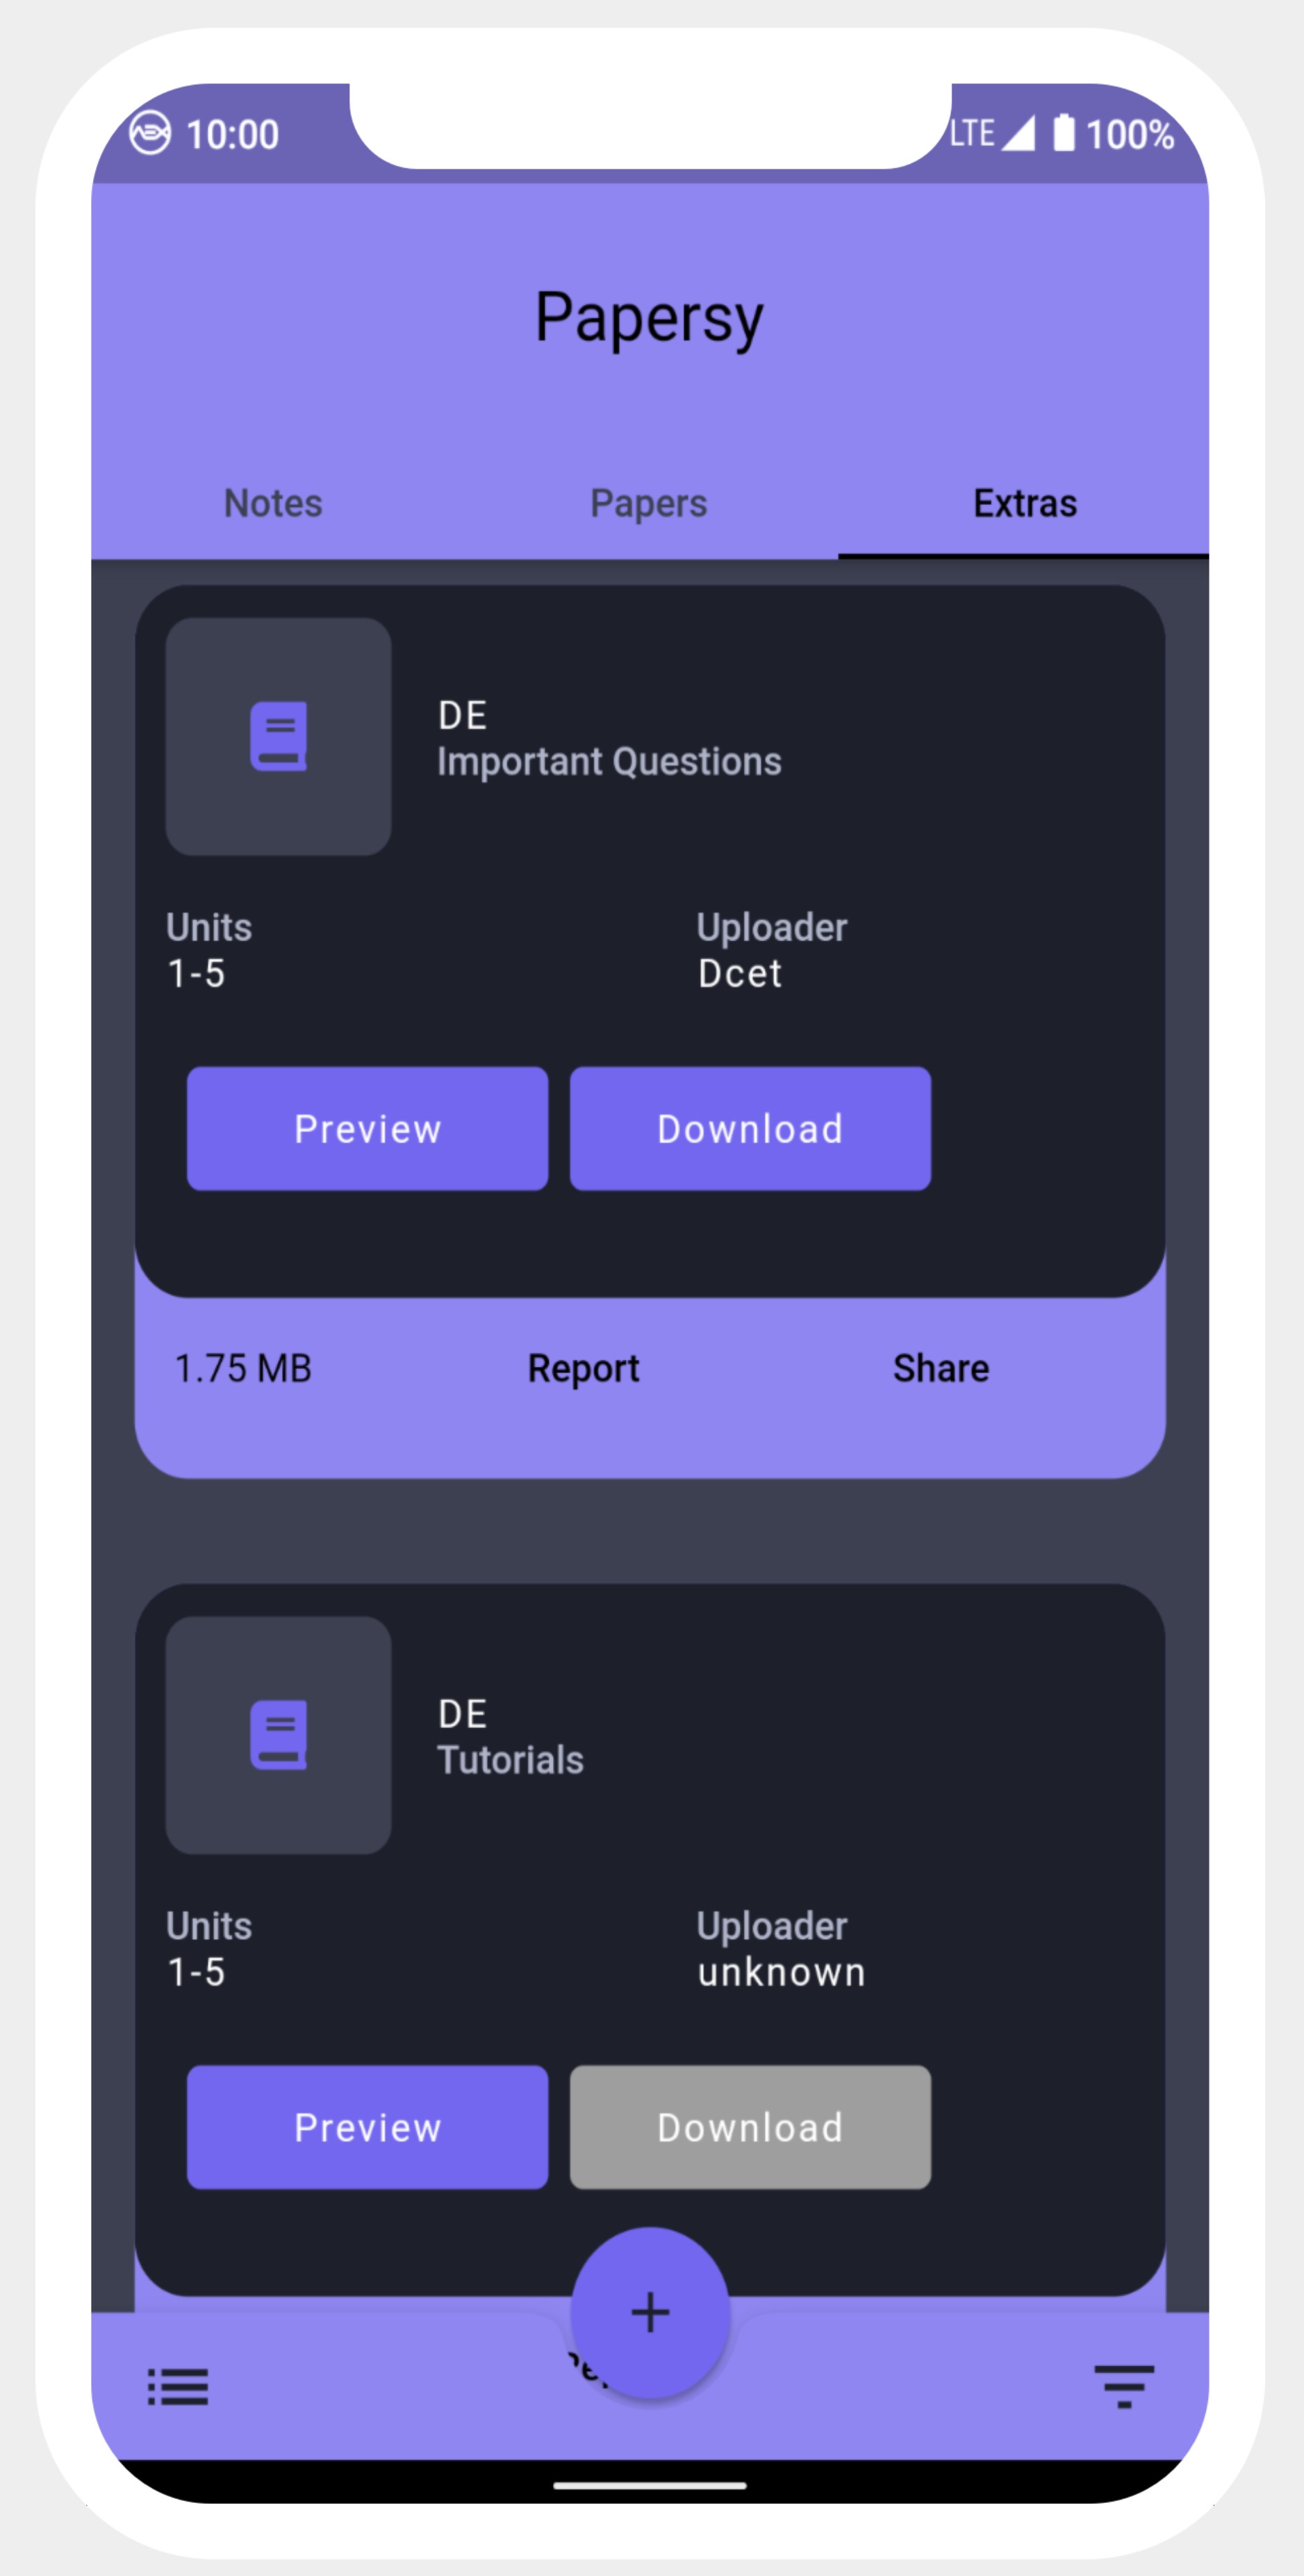 10:00
LTE 100%
Papersy
Notes Papers Extras
DE
Important Questions
Units Uploader
1-5 Dcet
Preview Download
1.75 MB Report Share
DE
Tutorials
Units Uploader
1-5 unknown
Preview Download
+